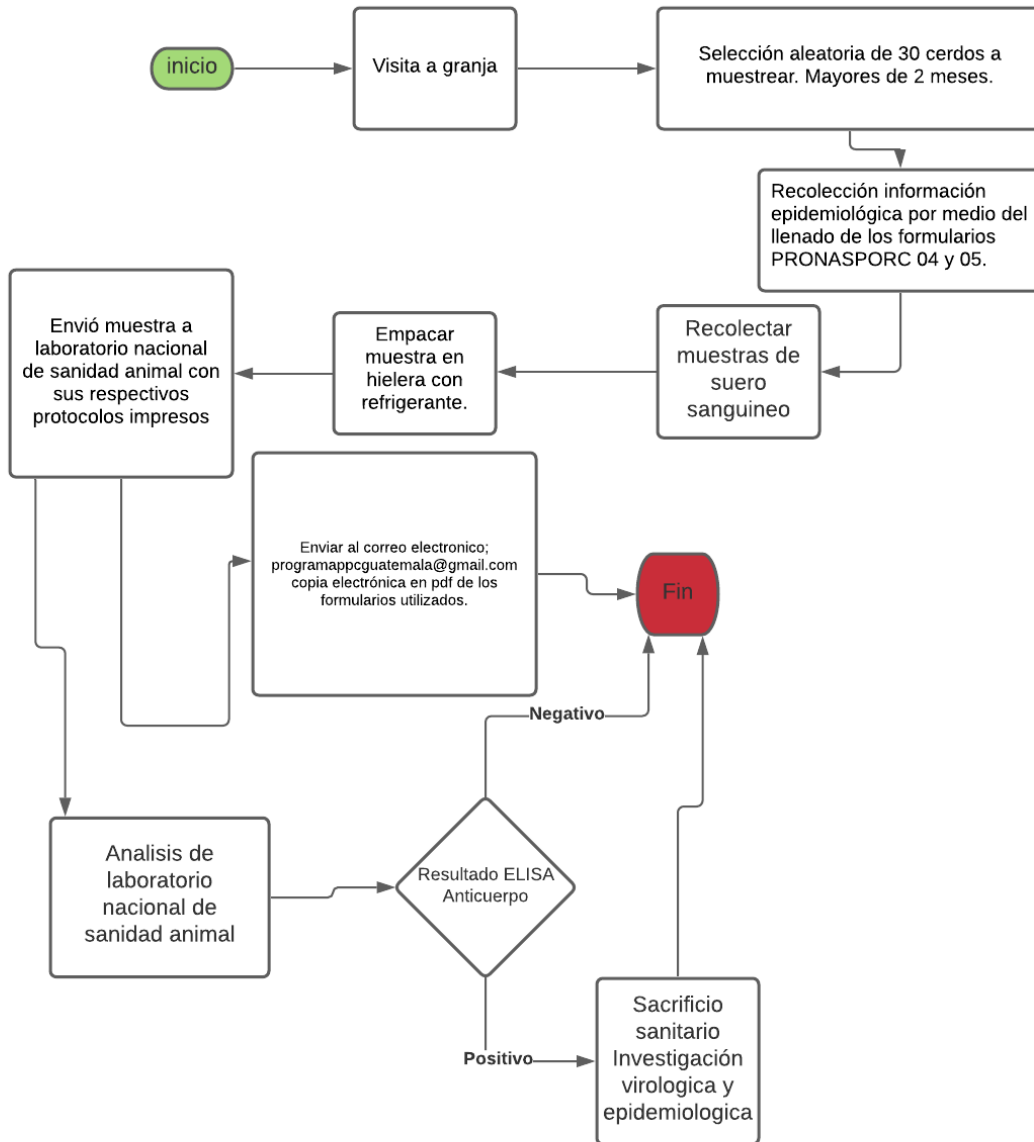 inicio
Visita a granja
Selección aleatoria de 30 cerdos a
muestrear. Mayores de 2 meses.
Recolección información
epidemiológica por medio del
llenado de los formularios
PRONASPORC 04 y 05.
Recolectar
muestras de
suero
sanguineo
Empacar
muestra en
hielera con
refrigerante.
Envió muestra a
laboratorio nacional
de sanidad animal con
sus respectivos
protocolos impresos
Enviar al correo electronico;
programappcguatemala@gmail.com
copia electrónica en pdf de los
formularios utilizados.
Fin
Negativo
Analisis de
laboratorio
nacional de
sanidad animal
Resultado ELISA
Anticuerpo
Positivo
Sacrificio
sanitario
Investigación
virologica y
epidemiologica